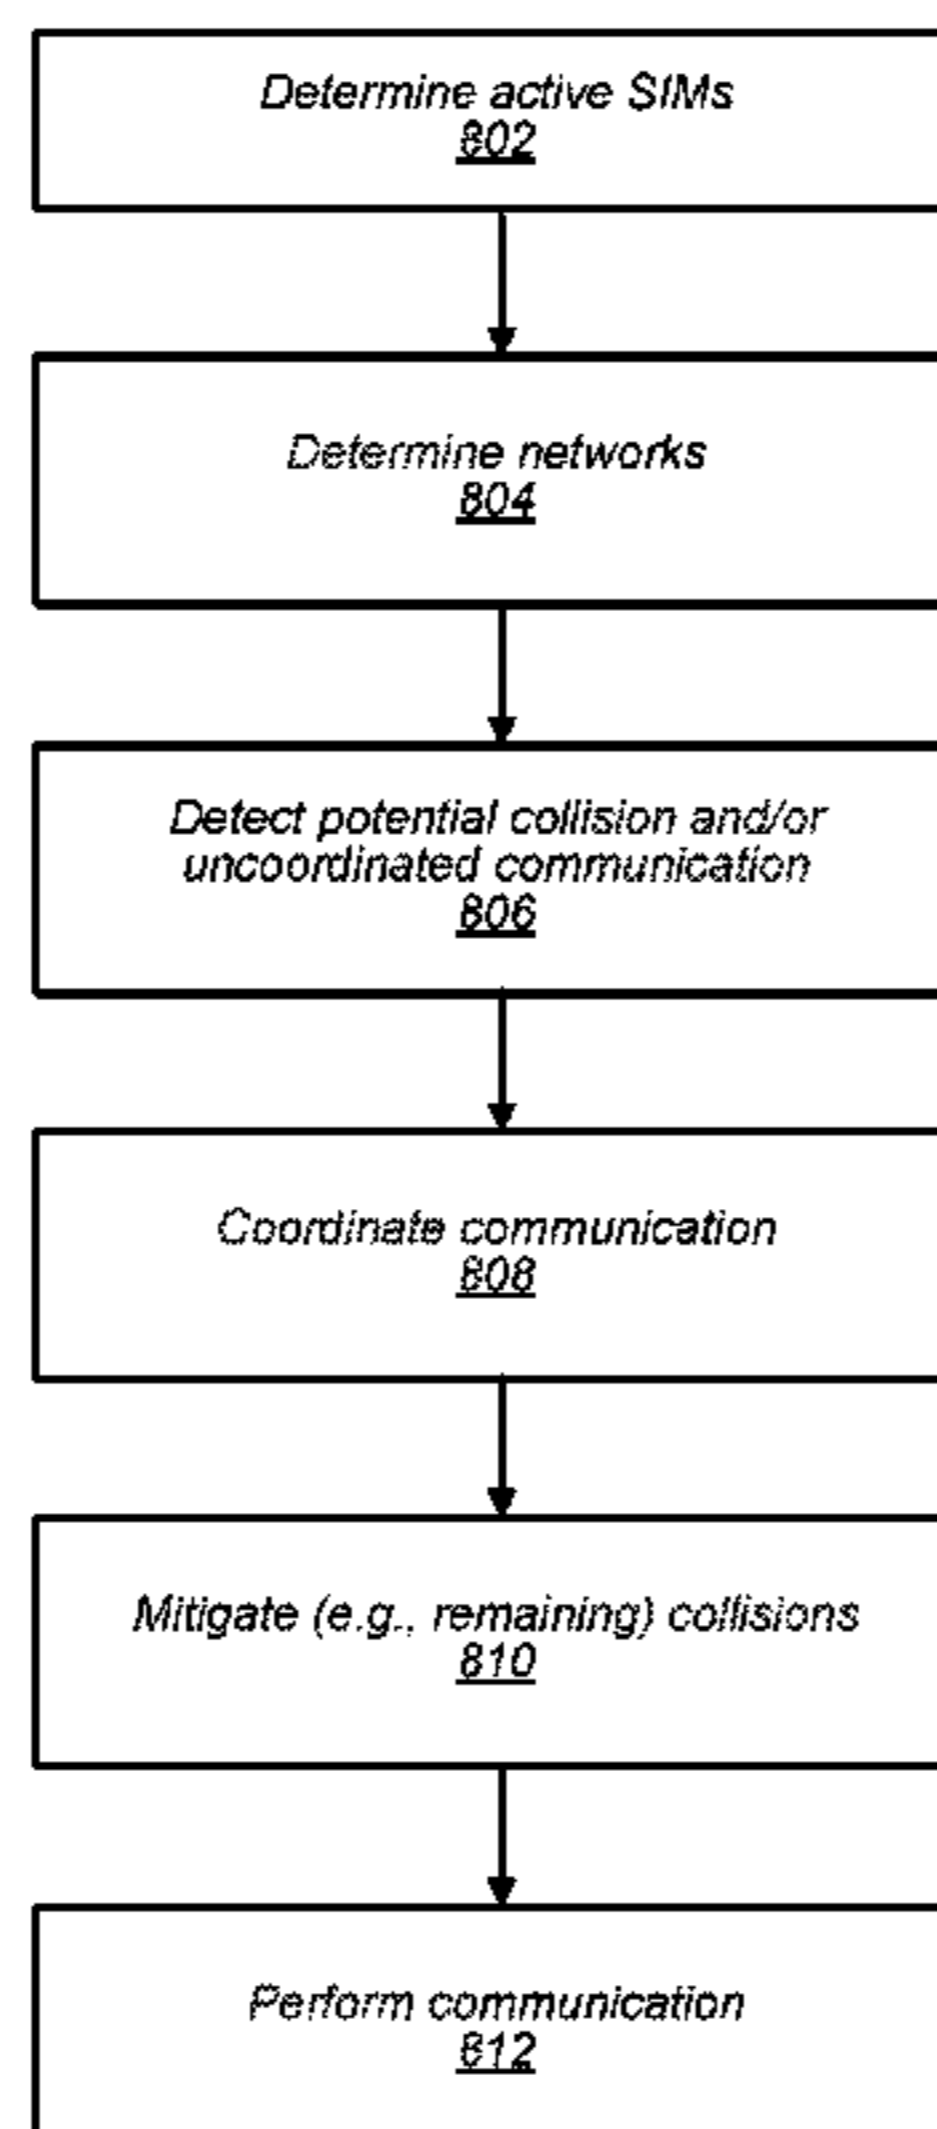 Determine active SIMs
802
Determine networks
804
Detect potential collision and/or
uncoordinated communication
806
Coordinate communication
808
Mitigate (e.g., remaining) collisions
810
Perform communication
812